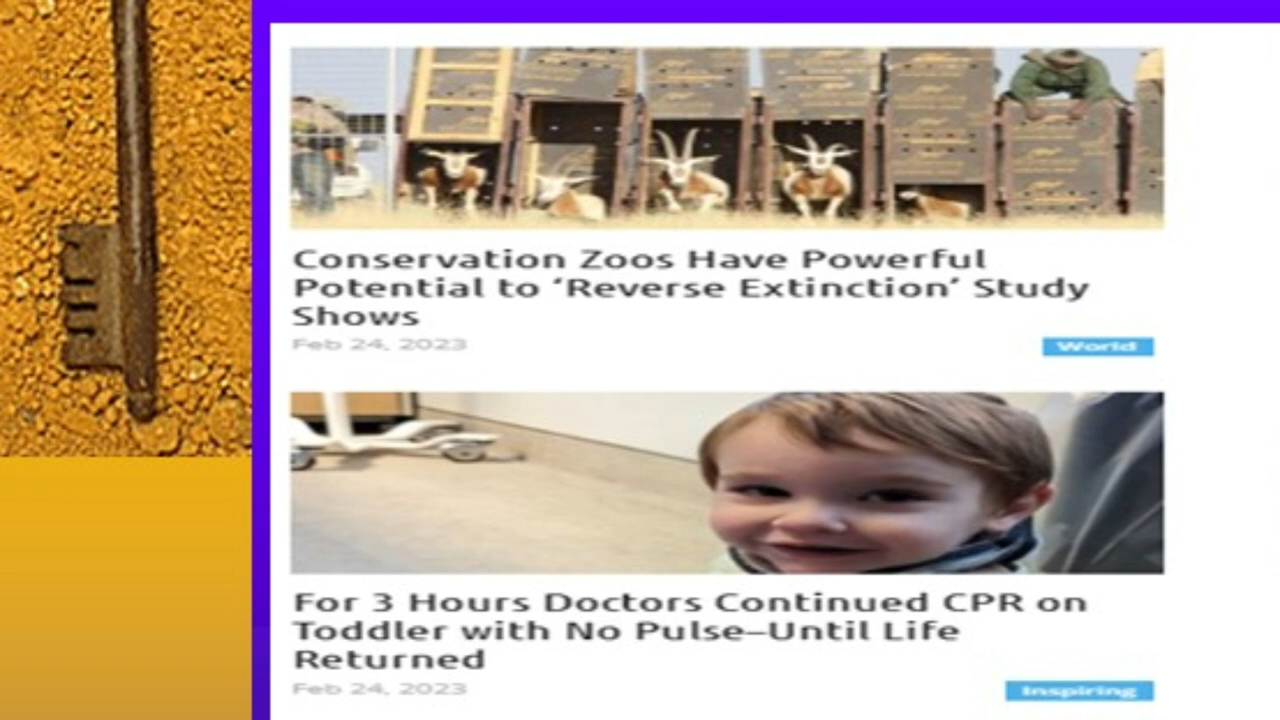 Conservation Zoos Have Powerful
Potential to ‘Reverse Extinction’ Study
Shows
Feb 24, 2023
World
For 3 Hours Doctors Continued CPR on
Toddler with No Pulse–Until Life
Returned
Feb 24, 2023
Inspiring